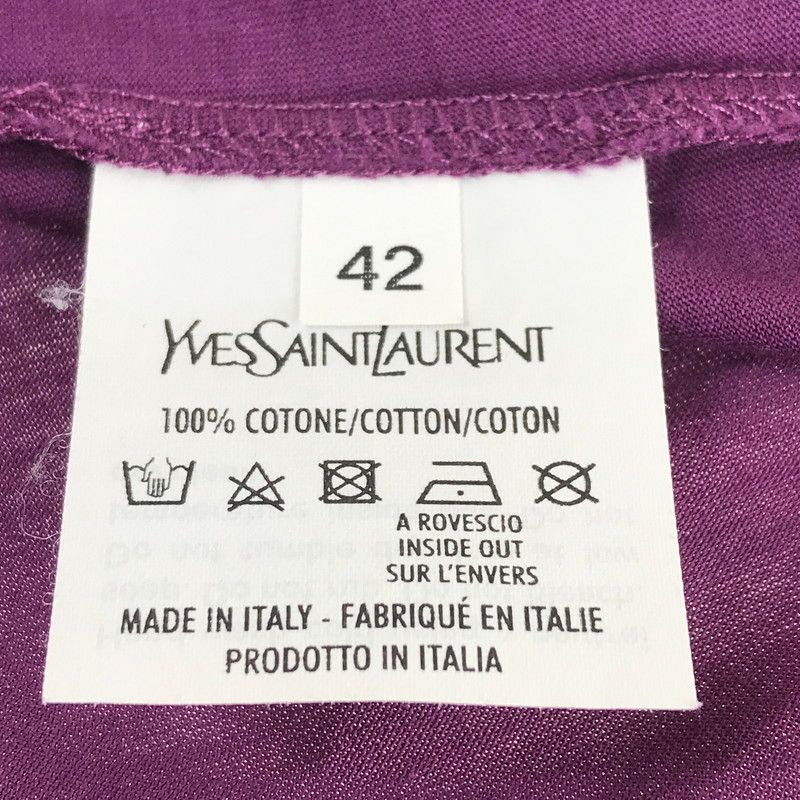 42
YVESSAINTLAURENT
100% COTONE/COTTON/COTON
A ROVESCIO
INSIDE OUT
SUR L'ENVERS
MADE IN ITALY - FABRIQUÉ EN ITALIE
PRODOTTO IN ITALIA